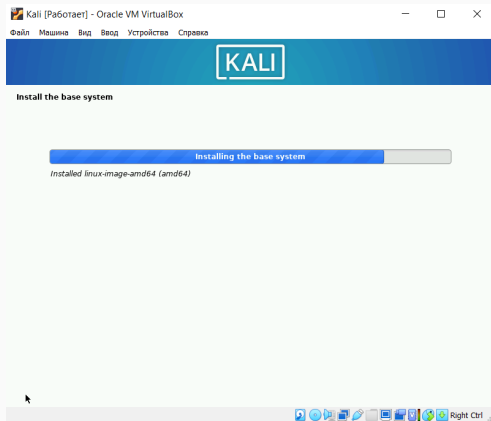 Kali [Работает] - Oracle VM VirtualBox
Файл Машина Вид Ввод Устройства Справка
KALI
Install the base system
Installing the base system
Installed linux-image-amd64 (amd64)
Right Ctrl